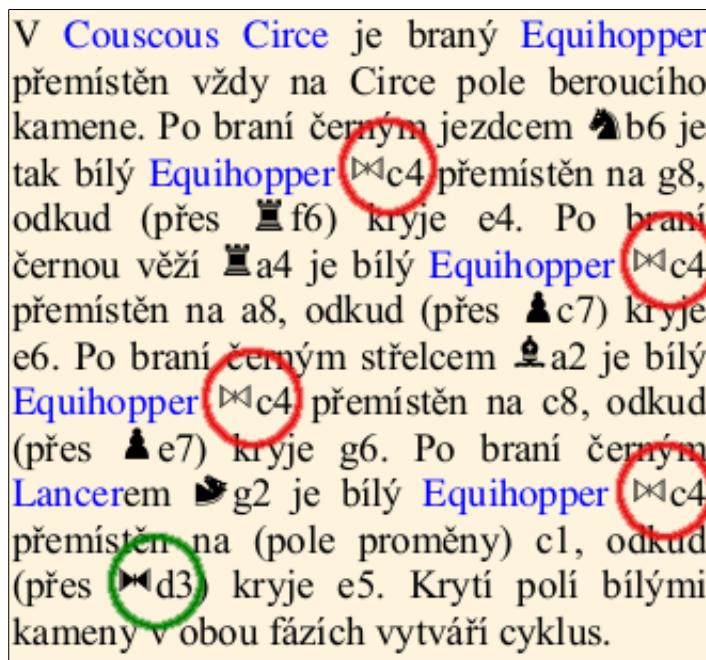 V Couscous Circe je braný Equihopper
přemístěn vždy na Circe pole beroucího
kamene. Po braní černým jezdcem ♞b6 je
tak bílý Equihopper ⋈c4 přemístěn na g8,
odkud (přes ♜f6) kryje e4. Po braní
černou věží ♜a4 je bílý Equihopper ⋈c4
přemístěn na a8, odkud (přes ♟c7) kryje
e6. Po braní černým střelcem ♝a2 je bílý
Equihopper ⋈c4 přemístěn na c8, odkud
(přes ♟e7) kryje g6. Po braní černým
Lancerem g2 je bílý Equihopper ⋈c4
přemístěn na (pole proměny) c1, odkud
(přes ⧓d3) kryje e5. Krytí polí bílými
kameny v obou fázích vytváří cyklus.